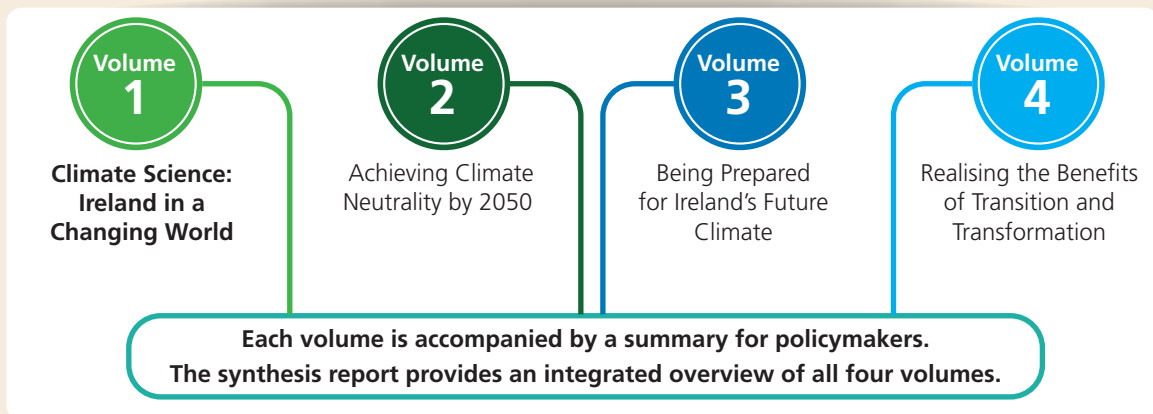 Volume
1
Climate Science:
Ireland in a
Changing World
Volume
2
Achieving Climate
Neutrality by 2050
Volume
3
Being Prepared
for Ireland’s Future
Climate
Volume
4
Realising the Benefits
of Transition and
Transformation
Each volume is accompanied by a summary for policymakers.
The synthesis report provides an integrated overview of all four volumes.